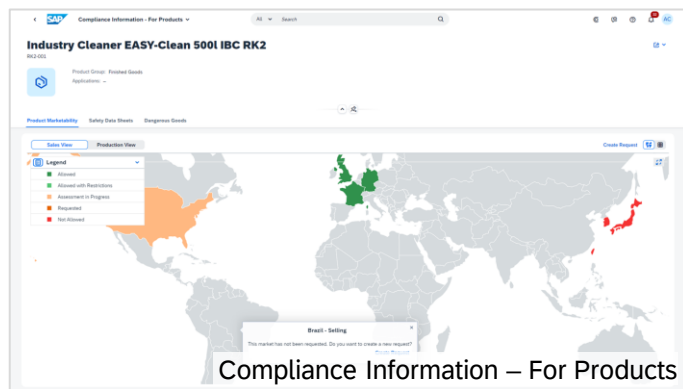 SAP
Compliance Information - For Products
All
Search
AC
Industry Cleaner EASY-Clean 500l IBC RK2
RK2-001
Product Group: Finished Goods
Applications: –
Product Marketability
Safety Data Sheets
Dangerous Goods
Sales View
Production View
Create Request
Legend
Allowed
Allowed with Restrictions
Assessment in Progress
Requested
Not Allowed
Brazil - Selling
This market has not been requested. Do you want to create a new request?
Compliance Information – For Products